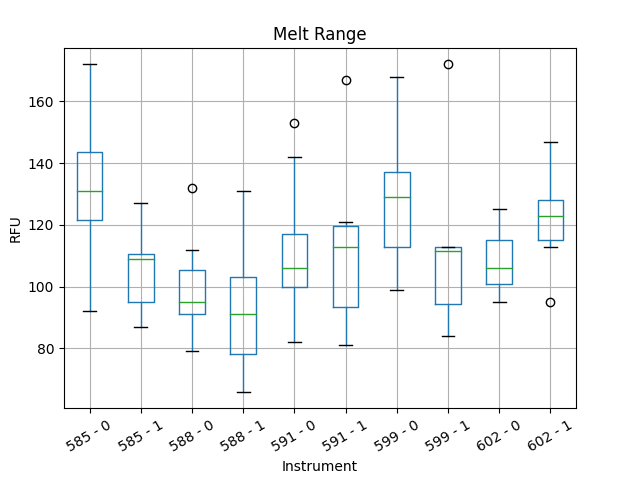 Melt Range
RFU
160
140
120
100
80
585 - 0
585 - 1
588 - 0
588 - 1
591 - 0
591 - 1
599 - 0
599 - 1
602 - 0
602 - 1
Instrument